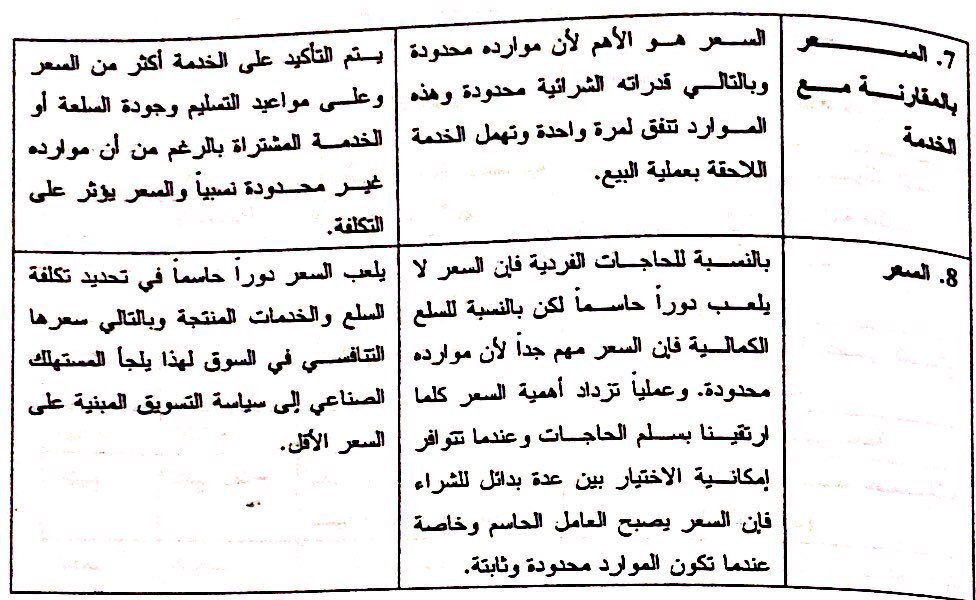 7. السعر
بالمقارنة مع
الخدمة
السعر هو الأهم لأن موارده محدودة
وبالتالي قدراته الشرائية محدودة وهذه
الموارد تنفق لمرة واحدة وتهمل الخدمة
اللاحقة بعملية البيع.
يتم التأكيد على الخدمة أكثر من السعر
وعلى مواعيد التسليم وجودة السلعة أو
الخدمة المشتراة بالرغم من أن موارده
غير محدودة نسبياً والسعر يؤثر على
التكلفة.
8. السعر
بالنسبة للحاجات الفردية فإن السعر لا
يلعب دوراً حاسماً لكن بالنسبة للسلع
الكمالية فإن السعر مهم جداً لأن موارده
محدودة. وعملياً تزداد أهمية السعر كلما
ارتقينا بسلم الحاجات وعندما تتوافر
إمكانية الاختيار بين عدة بدائل للشراء
فإن السعر يصبح العامل الحاسم وخاصة
عندما تكون الموارد محدودة وثابتة.
يلعب السعر دوراً حاسماً في تحديد تكلفة
السلع والخدمات المنتجة وبالتالي سعرها
التنافسي في السوق لهذا يلجأ المستهلك
الصناعي إلى سياسة التسويق المبنية على
السعر الأقل.